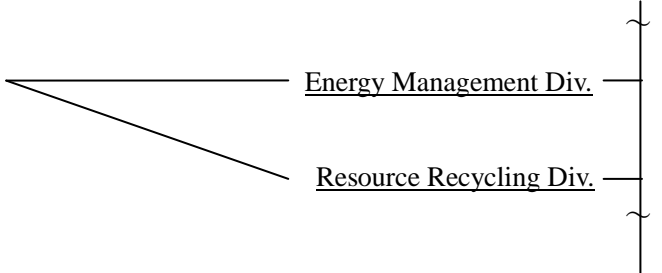 Energy Management Div.
Resource Recycling Div.